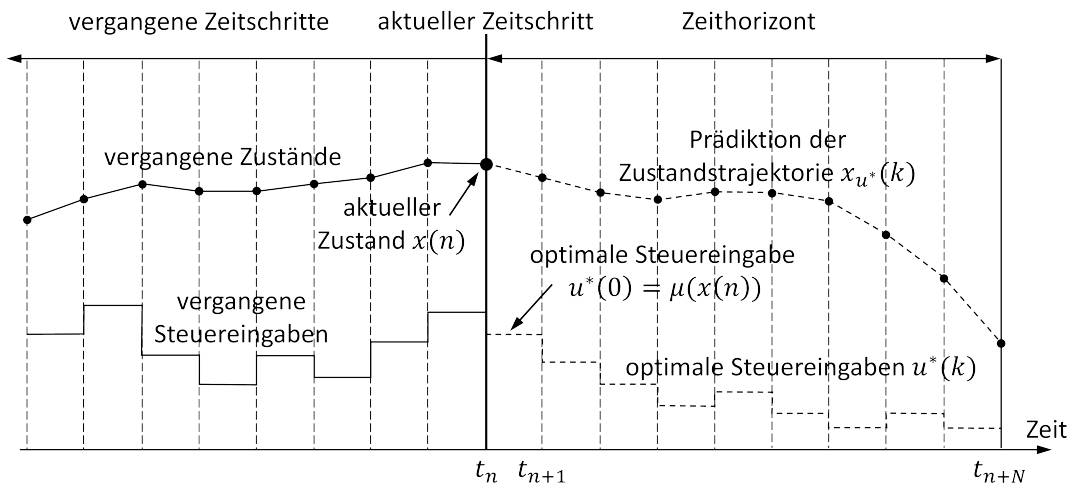 vergangene Zeitschritte
aktueller Zeitschritt
Zeithorizont
vergangene Zustände
Prädiktion der
Zustandstrajektorie x_{u^*}(k)
aktueller
Zustand x(n)
optimale Steuereingabe
u^*(0) = μ(x(n))
vergangene
Steuereingaben
optimale Steuereingaben u^*(k)
Zeit
t_n
t_{n+1}
t_{n+N}